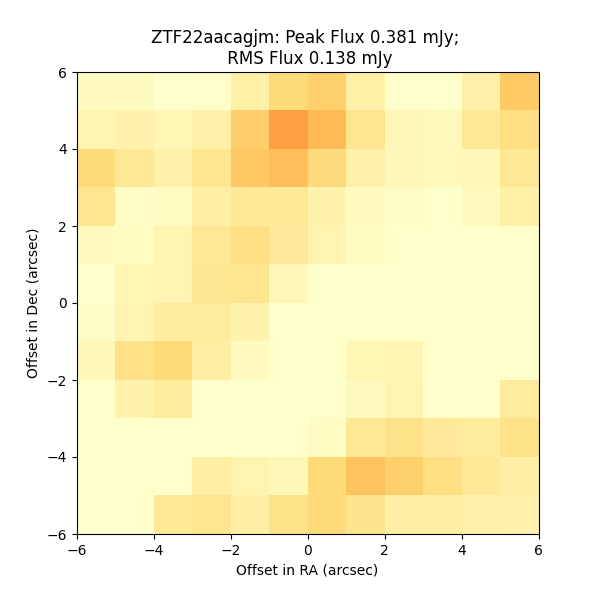 ZTF22aacagjm: Peak Flux 0.381 mJy;
RMS Flux 0.138 mJy
6
4
2
0
−2
−4
−6
Offset in Dec (arcsec)
−6 −4 −2 0 2 4 6
Offset in RA (arcsec)